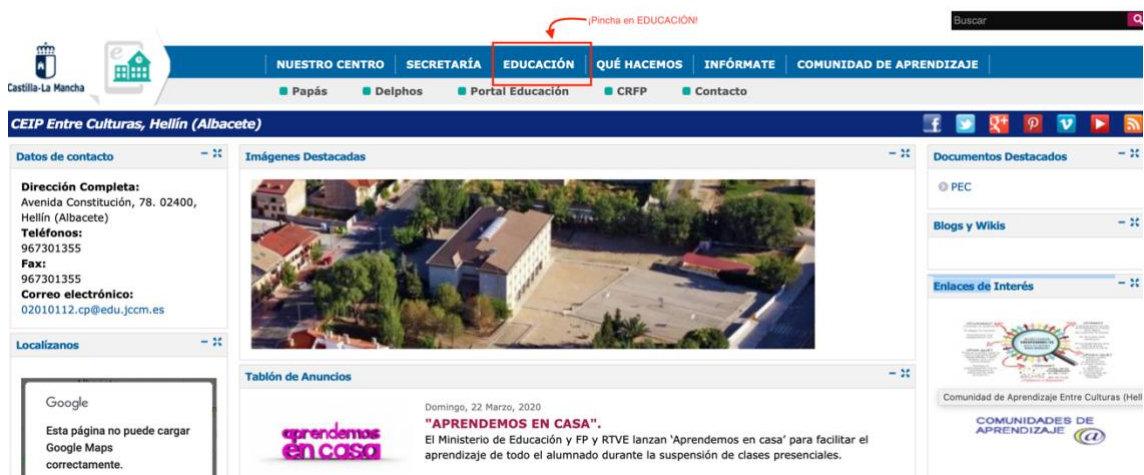 ¡Pincha en EDUCACIÓN!
Buscar
Castilla-La Mancha
NUESTRO CENTRO SECRETARÍA EDUCACIÓN QUÉ HACEMOS INFÓRMATE COMUNIDAD DE APRENDIZAJE
Papás Delphos Portal Educación CRFP Contacto
CEIP Entre Culturas, Hellín (Albacete)
Datos de contacto
Dirección Completa:
Avenida Constitución, 78. 02400,
Hellín (Albacete)
Teléfonos:
967301355
Fax:
967301355
Correo electrónico:
02010112.cp@edu.jccm.es
Localízanos
Google
Esta página no puede cargar
Google Maps
correctamente.
Imágenes Destacadas
Tablón de Anuncios
aprendemos
en casa
Domingo, 22 Marzo, 2020
"APRENDEMOS EN CASA".
El Ministerio de Educación y FP y RTVE lanzan ‘Aprendemos en casa’ para facilitar el
aprendizaje de todo el alumnado durante la suspensión de clases presenciales.
Documentos Destacados
PEC
Blogs y Wikis
Enlaces de Interés
Comunidad de Aprendizaje Entre Culturas (Hell
COMUNIDADES DE
APRENDIZAJE